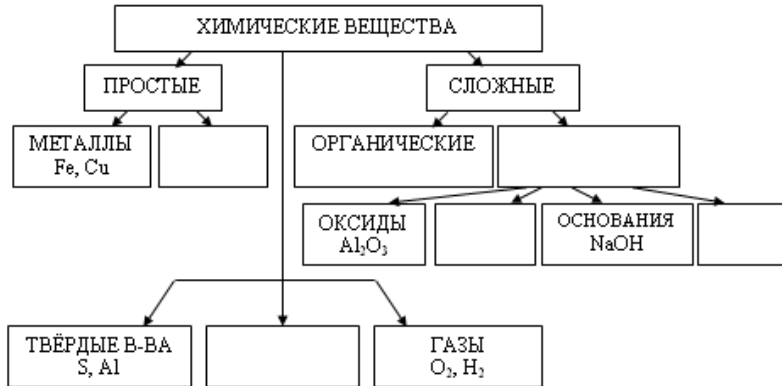 ХИМИЧЕСКИЕ ВЕЩЕСТВА
ПРОСТЫЕ
СЛОЖНЫЕ
МЕТАЛЛЫ
Fe, Cu
ОРГАНИЧЕСКИЕ
ОКСИДЫ
Al₂O₃
ОСНОВАНИЯ
NaOH
ТВЁРДЫЕ В-ВА
S, Al
ГАЗЫ
O₂, H₂